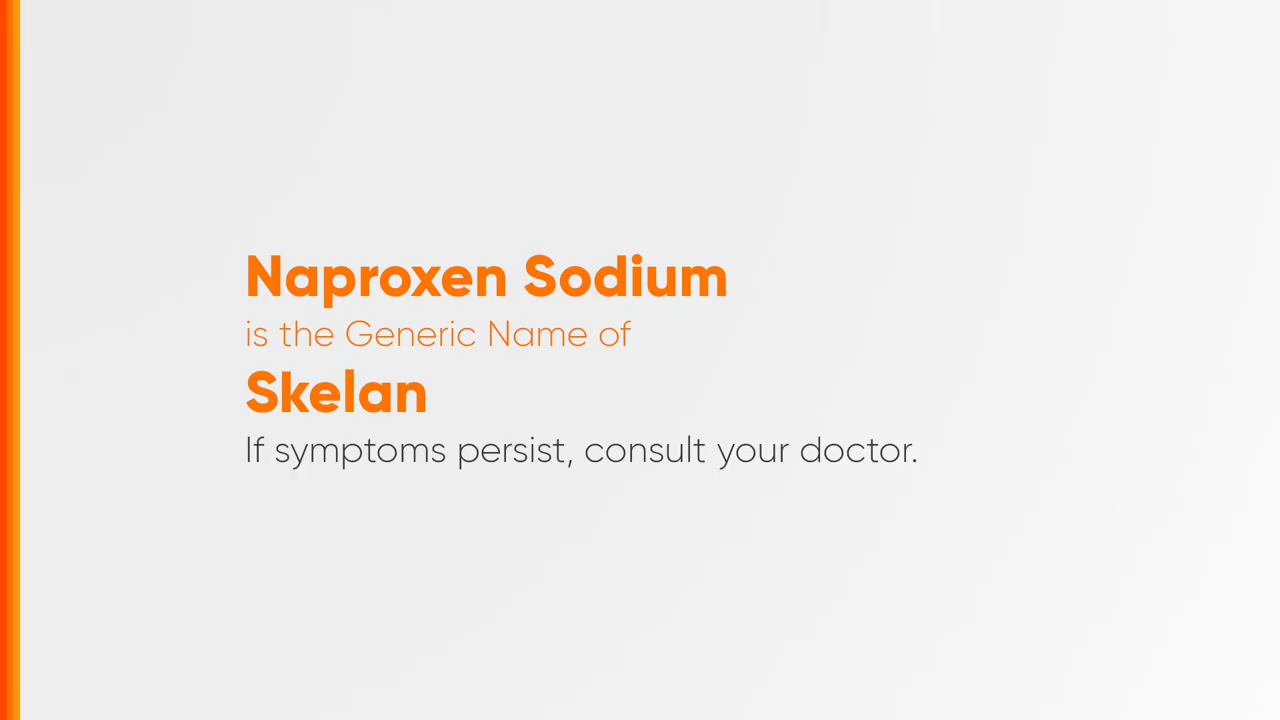 Naproxen Sodium
is the Generic Name of
Skelan
If symptoms persist, consult your doctor.